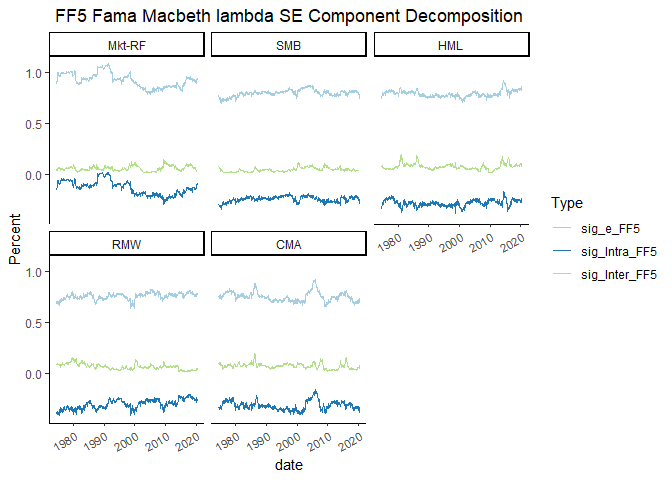 FF5 Fama Macbeth lambda SE Component Decomposition
Mkt-RF
SMB
HML
1.0
0.5
0.0
1980
1990
2000
2010
2020
RMW
CMA
1.0
0.5
0.0
1980
1990
2000
2010
2020
1980
1990
2000
2010
2020
Percent
date
Type
sig_e_FF5
sig_Intra_FF5
sig_Inter_FF5